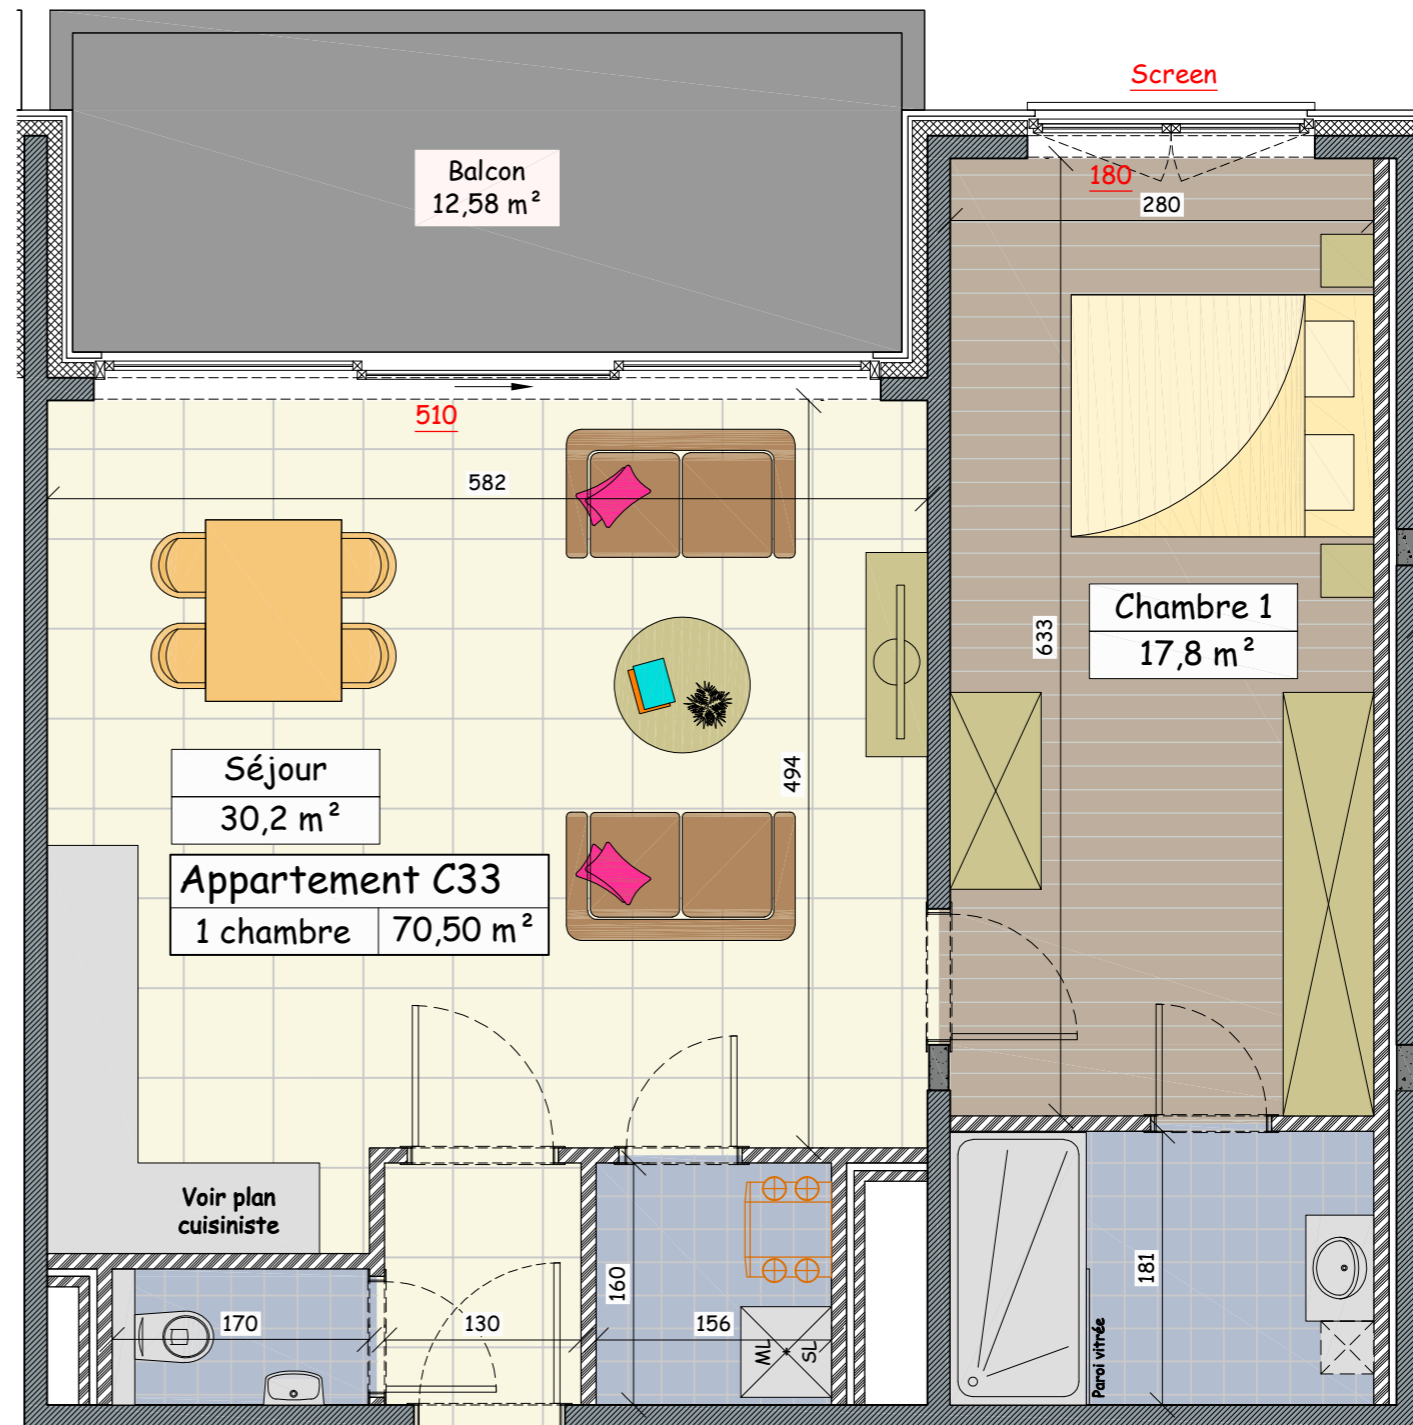 Screen
Balcon
12,58 m²
180
280
510
582
Chambre 1
17,8 m²
633
494
Séjour
30,2 m²
Appartement C33
1 chambre 70,50 m²
Voir plan
cuisiniste
170
130
160
156
ML
SL
181
Paroi vitrée